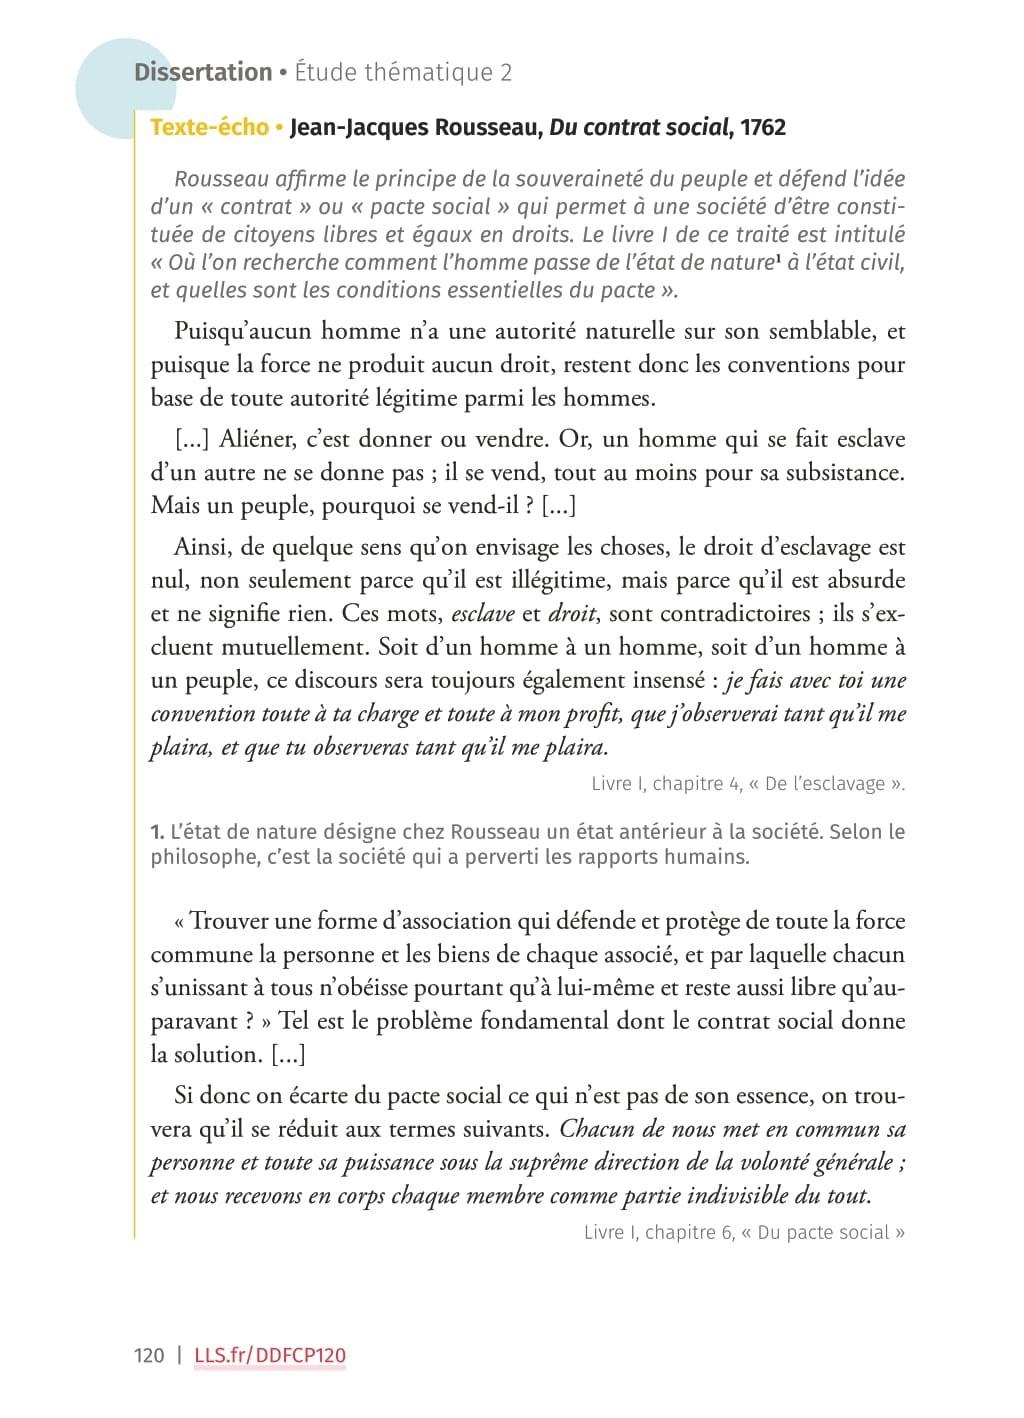 Dissertation • Étude thématique 2
Texte-écho • Jean-Jacques Rousseau, Du contrat social, 1762
Rousseau affirme le principe de la souveraineté du peuple et défend l’idée
d’un « contrat » ou « pacte social » qui permet à une société d’être consti-
tuée de citoyens libres et égaux en droits. Le livre I de ce traité est intitulé
« Où l’on recherche comment l’homme passe de l’état de nature¹ à l’état civil,
et quelles sont les conditions essentielles du pacte ».
Puisqu’aucun homme n’a une autorité naturelle sur son semblable, et
puisque la force ne produit aucun droit, restent donc les conventions pour
base de toute autorité légitime parmi les hommes.
[...] Aliéner, c’est donner ou vendre. Or, un homme qui se fait esclave
d’un autre ne se donne pas ; il se vend, tout au moins pour sa subsistance.
Mais un peuple, pourquoi se vend-il ? [...]
Ainsi, de quelque sens qu’on envisage les choses, le droit d’esclavage est
nul, non seulement parce qu’il est illégitime, mais parce qu’il est absurde
et ne signifie rien. Ces mots, esclave et droit, sont contradictoires ; ils s’ex-
cluent mutuellement. Soit d’un homme à un homme, soit d’un homme à
un peuple, ce discours sera toujours également insensé : je fais avec toi une
convention toute à ta charge et toute à mon profit, que j’observerai tant qu’il me
plaira, et que tu observeras tant qu’il me plaira.
Livre I, chapitre 4, « De l’esclavage ».
1. L’état de nature désigne chez Rousseau un état antérieur à la société. Selon le
philosophe, c’est la société qui a perverti les rapports humains.
« Trouver une forme d’association qui défende et protège de toute la force
commune la personne et les biens de chaque associé, et par laquelle chacun
s’unissant à tous n’obéisse pourtant qu’à lui-même et reste aussi libre qu’au-
paravant ? » Tel est le problème fondamental dont le contrat social donne
la solution. [...]
Si donc on écarte du pacte social ce qui n’est pas de son essence, on trou-
vera qu’il se réduit aux termes suivants. Chacun de nous met en commun sa
personne et toute sa puissance sous la suprême direction de la volonté générale ;
et nous recevons en corps chaque membre comme partie indivisible du tout.
Livre I, chapitre 6, « Du pacte social »
120 | LLS.fr/DDFCP120